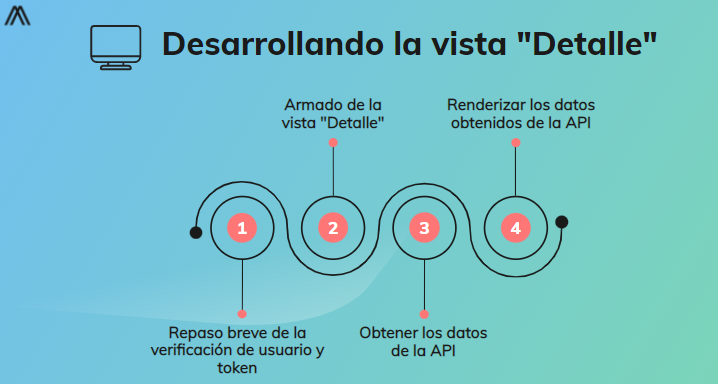 Desarrollando la vista "Detalle"
Armado de la
vista "Detalle"
Renderizar los datos
obtenidos de la API
1
2
3
4
Repaso breve de la
verificación de usuario y
token
Obtener los datos
de la API